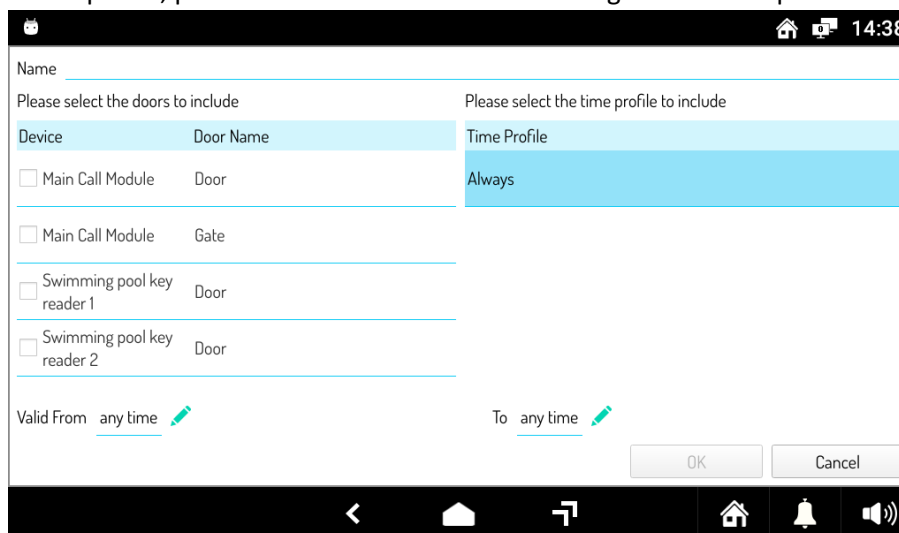 14:38
Name
Please select the doors to include
Please select the time profile to include
Device Door Name
Time Profile
Main Call Module Door
Always
Main Call Module Gate
Swimming pool key
reader 1
Door
Swimming pool key
reader 2
Door
Valid From any time
To any time
OK Cancel